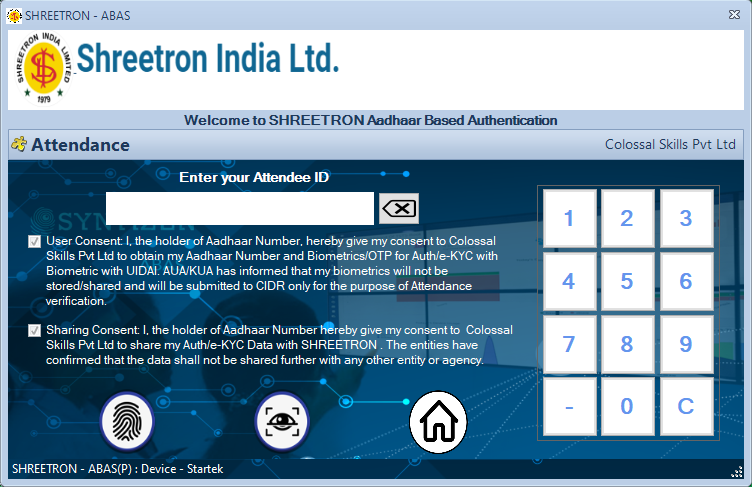 SHREETRON - ABAS
SHREETRON INDIA LIMITED
1979
Shreetron India Ltd.
Welcome to SHREETRON Aadhaar Based Authentication
Attendance
Colossal Skills Pvt Ltd
Enter your Attendee ID
User Consent: I, the holder of Aadhaar Number, hereby give my consent to Colossal
Skills Pvt Ltd to obtain my Aadhaar Number and Biometrics/OTP for Auth/e-KYC with
Biometric with UIDAI. AUA/KUA has informed that my biometrics will not be
stored/shared and will be submitted to CIDR only for the purpose of Attendance
verification.
Sharing Consent: I, the holder of Aadhaar Number hereby give my consent to  Colossal
Skills Pvt Ltd to share my Auth/e-KYC Data with SHREETRON . The entities have
confirmed that the data shall not be shared further with any other entity or agency.
1 2 3
4 5 6
7 8 9
- 0 C
SHREETRON - ABAS(P) : Device - Startek